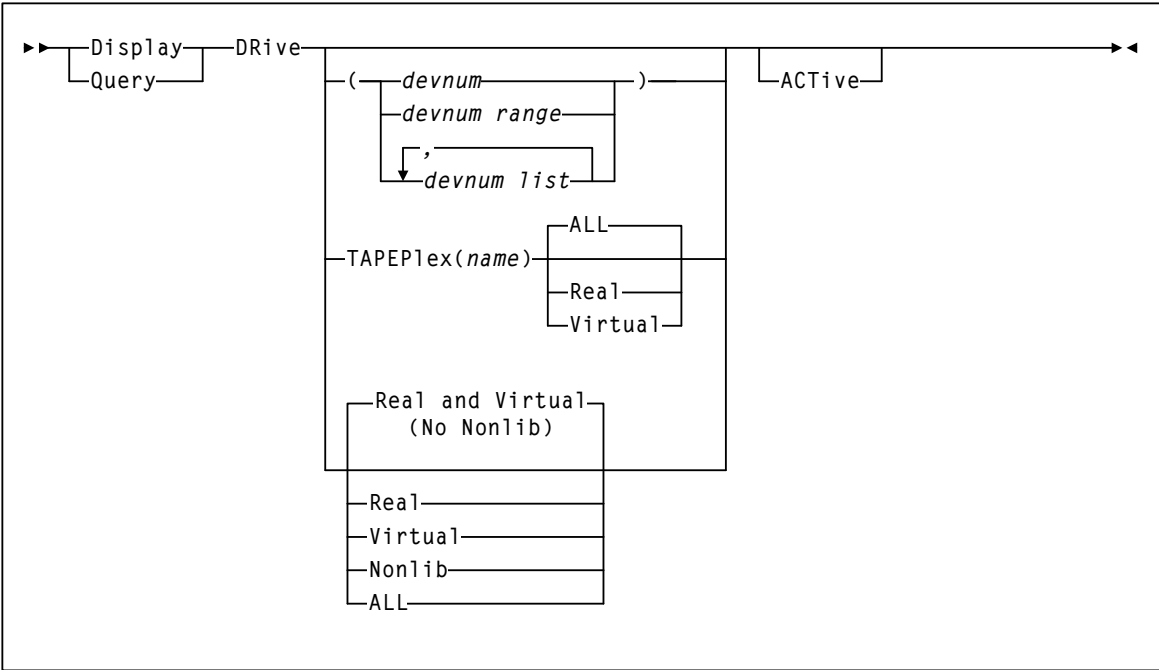 Display DRive
Query
( devnum )
ACTive
devnum range
,
devnum list
ALL
TAPEPlex(name)
Real
Virtual
Real and Virtual
(No Nonlib)
Real
Virtual
Nonlib
ALL